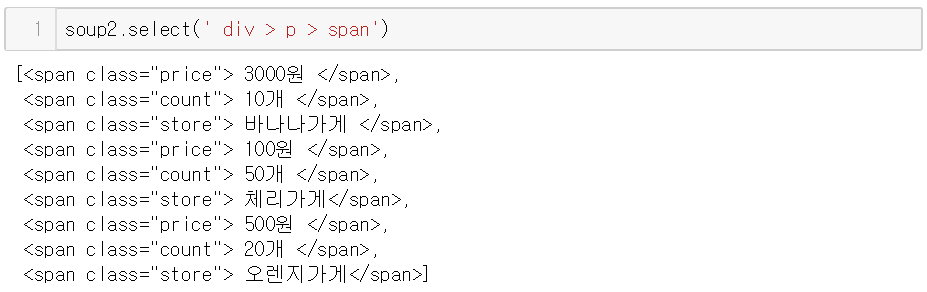 1 soup2.select(' div > p > span')
[<span class="price"> 3000원 </span>,
<span class="count"> 10개 </span>,
<span class="store"> 바나나가게 </span>,
<span class="price"> 100원 </span>,
<span class="count"> 50개 </span>,
<span class="store"> 체리가게</span>,
<span class="price"> 500원 </span>,
<span class="count"> 20개 </span>,
<span class="store"> 오렌지가게</span>]